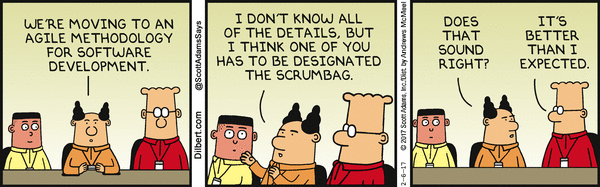 WE'RE MOVING TO AN
AGILE METHODOLOGY
FOR SOFTWARE
DEVELOPMENT.
Dilbert.com @ScottAdamsSays
I DON'T KNOW ALL
OF THE DETAILS, BUT
I THINK ONE OF YOU
HAS TO BE DESIGNATED
THE SCRUMBAG.
2-6-17 © 2017 Scott Adams, Inc./Dist. by Andrews McMeel
DOES
THAT
SOUND
RIGHT?
IT'S
BETTER
THAN I
EXPECTED.